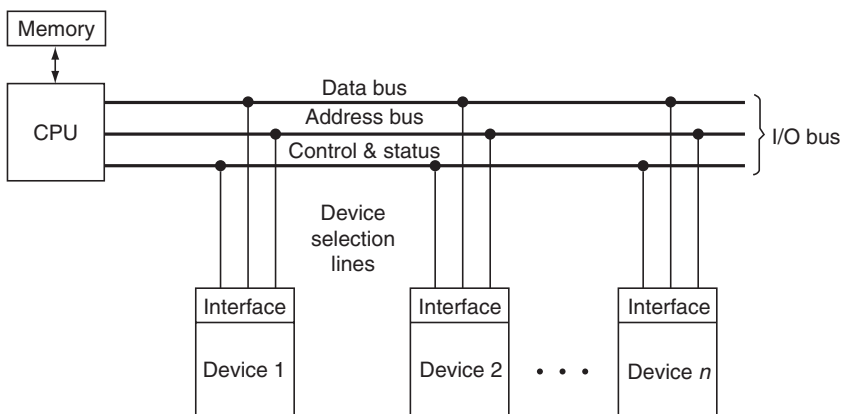 Memory
CPU
Data bus
Address bus
Control & status
I/O bus
Device
selection
lines
Interface
Device 1
Interface
Device 2
Interface
Device n